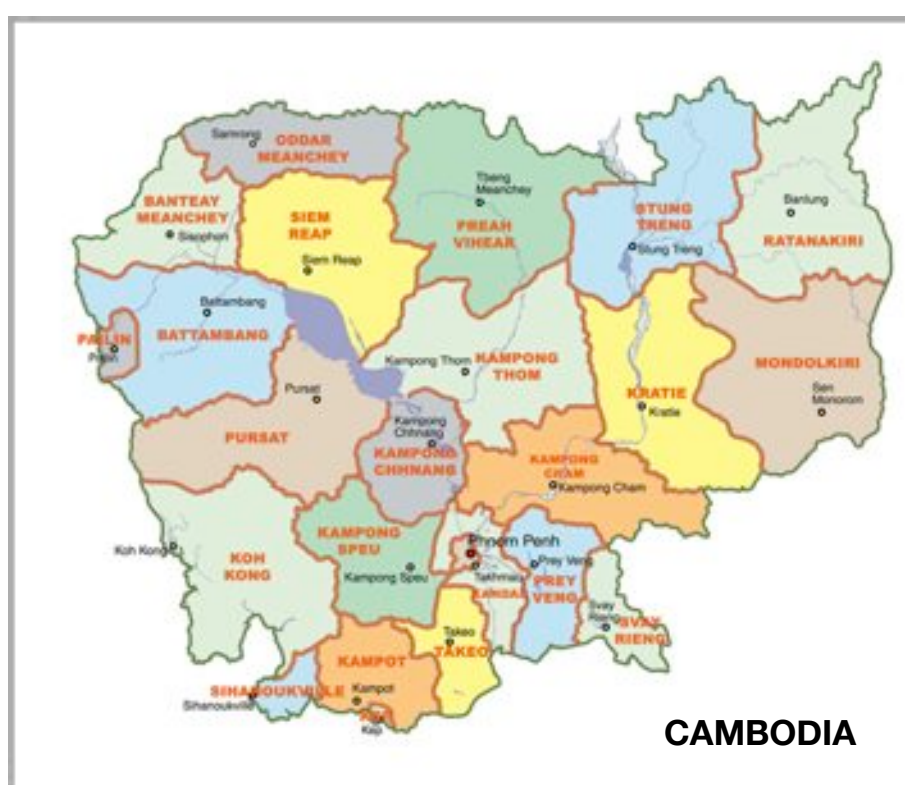 Samrong
ODDAR
MEANCHEY
Tbeng
Meanchey
BANTEAY
MEANCHEY
Sisophon
SIEM
REAP
PREAH
VIHEAR
STUNG
TRENG
Banlung
RATANAKIRI
Stung Treng
Siem Reap
Battambang
BATTAMBANG
PAILIN
Pailin
Kampong Thom
KAMPONG
THOM
MONDOLKIRI
Sen
Monorom
Pursat
KRATIE
Kratie
PURSAT
Kampong
Chhnang
KAMPONG
CHHNANG
KAMPONG
CHAM
Kampong Cham
KAMPONG
SPEU
Phnom Penh
Koh Kong
KOH
KONG
Kampong Speu
Prey Veng
PREY
VENG
Takhmau
KANDAL
Svay
Rieng
SVAY
RIENG
Takeo
TAKEO
KAMPOT
Kampot
SIHANOUKVILLE
Sihanoukville
KEP
Kep
CAMBODIA